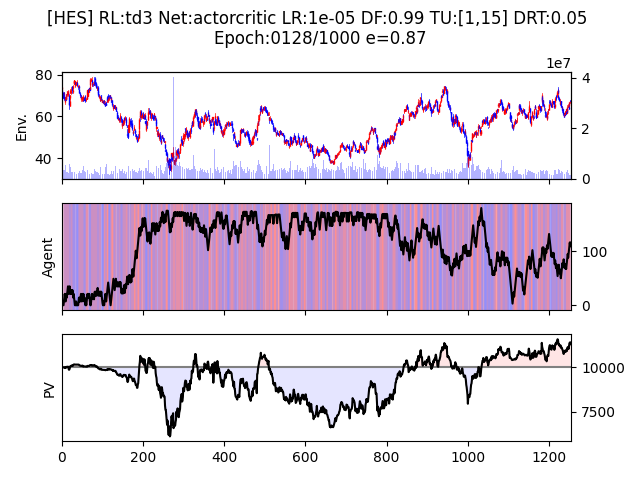 [HES] RL:td3 Net:actorcritic LR:1e-05 DF:0.99 TU:[1,15] DRT:0.05
Epoch:0128/1000 e=0.87
1e7
80
60
40
Env.
4
2
0
Agent
100
0
PV
10000
7500
0
200
400
600
800
1000
1200